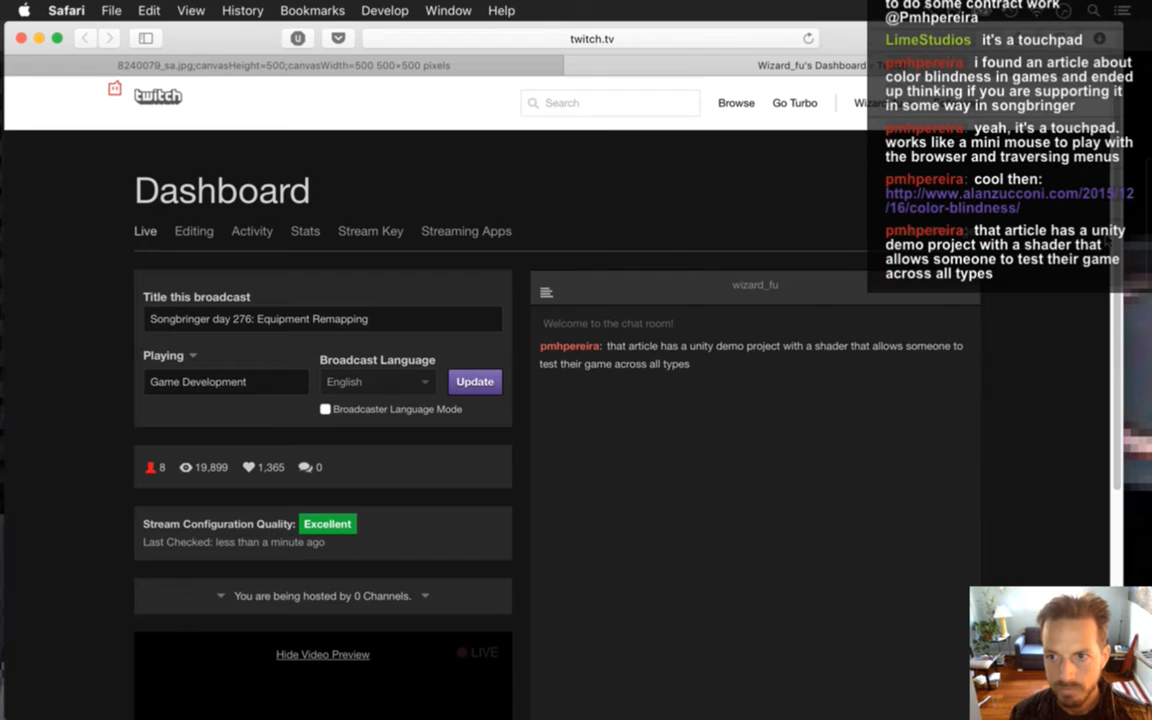 Safari File Edit View History Bookmarks Develop Window Help
twitch.tv
8240079_sa.jpg;canvasHeight=500;canvasWidth=500 500×500 pixels
Wizard_fu's Dashboard -
twitch
Search
Browse
Go Turbo
Dashboard
Live Editing Activity Stats Stream Key Streaming Apps
Title this broadcast
Songbringer day 276: Equipment Remapping
Playing
Broadcast Language
Game Development
English
Update
Broadcaster Language Mode
8 19,899 1,365 0
Stream Configuration Quality: Excellent
Last Checked: less than a minute ago
You are being hosted by 0 Channels.
Hide Video Preview
LIVE
wizard_fu
Welcome to the chat room!
pmhpereira: that article has a unity demo project with a shader that allows someone to
test their game across all types
to do some contract work
@Pmhpereira
LimeStudios it's a touchpad
pmhpereira: i found an article about
color blindness in games and ended
up thinking if you are supporting it
in some way in songbringer
pmhpereira: yeah, it's a touchpad.
works like a mini mouse to play with
the browser and traversing menus
pmhpereira: cool then:
http://www.alanzucconi.com/2015/12
/16/color-blindness/
pmhpereira: that article has a unity
demo project with a shader that
allows someone to test their game
across all types